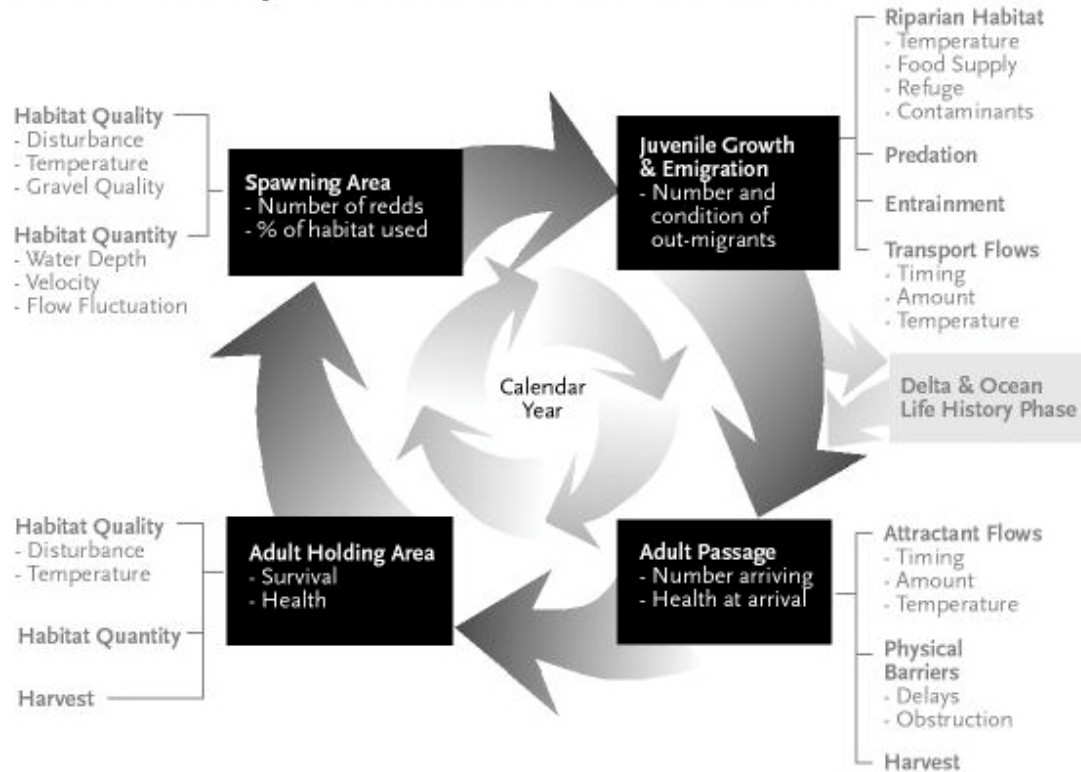 Habitat Quality
- Disturbance
- Temperature
- Gravel Quality
Habitat Quantity
- Water Depth
- Velocity
- Flow Fluctuation
Spawning Area
- Number of redds
- % of habitat used
Juvenile Growth
& Emigration
- Number and
condition of
out-migrants
Riparian Habitat
- Temperature
- Food Supply
- Refuge
- Contaminants
Predation
Entrainment
Transport Flows
- Timing
- Amount
- Temperature
Calendar
Year
Delta & Ocean
Life History Phase
Habitat Quality
- Disturbance
- Temperature
Habitat Quantity
Harvest
Adult Holding Area
- Survival
- Health
Adult Passage
- Number arriving
- Health at arrival
Attractant Flows
- Timing
- Amount
- Temperature
Physical
Barriers
- Delays
- Obstruction
Harvest